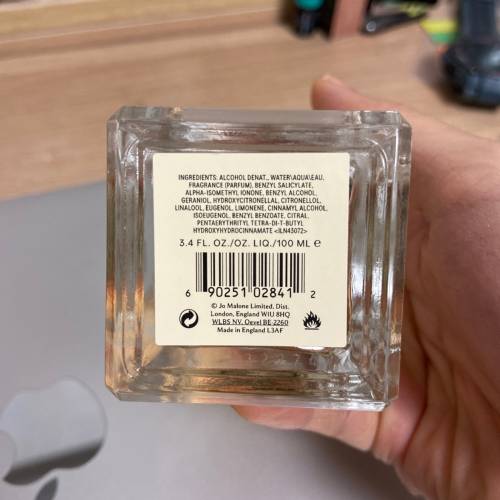 INGREDIENTS: ALCOHOL DENAT., WATER\AQUA\EAU,
FRAGRANCE (PARFUM), BENZYL SALICYLATE,
ALPHA-ISOMETHYL IONONE, BENZYL ALCOHOL,
GERANIOL, HYDROXYCITRONELLAL, CITRONELLOL,
LINALOOL, EUGENOL, LIMONENE, CINNAMYL ALCOHOL,
ISOEUGENOL, BENZYL BENZOATE, CITRAL,
PENTAERYTHRITYL TETRA-DI-T-BUTYL
HYDROXYHYDROCINNAMATE <ILN43072>
3.4 FL. OZ./OZ. LIQ./100 ML ℮
6 90251 02841 2
© Jo Malone Limited, Dist.
London, England W1U 8HQ
WLBS NV. Oevel BE-2260
Made in England L3AF